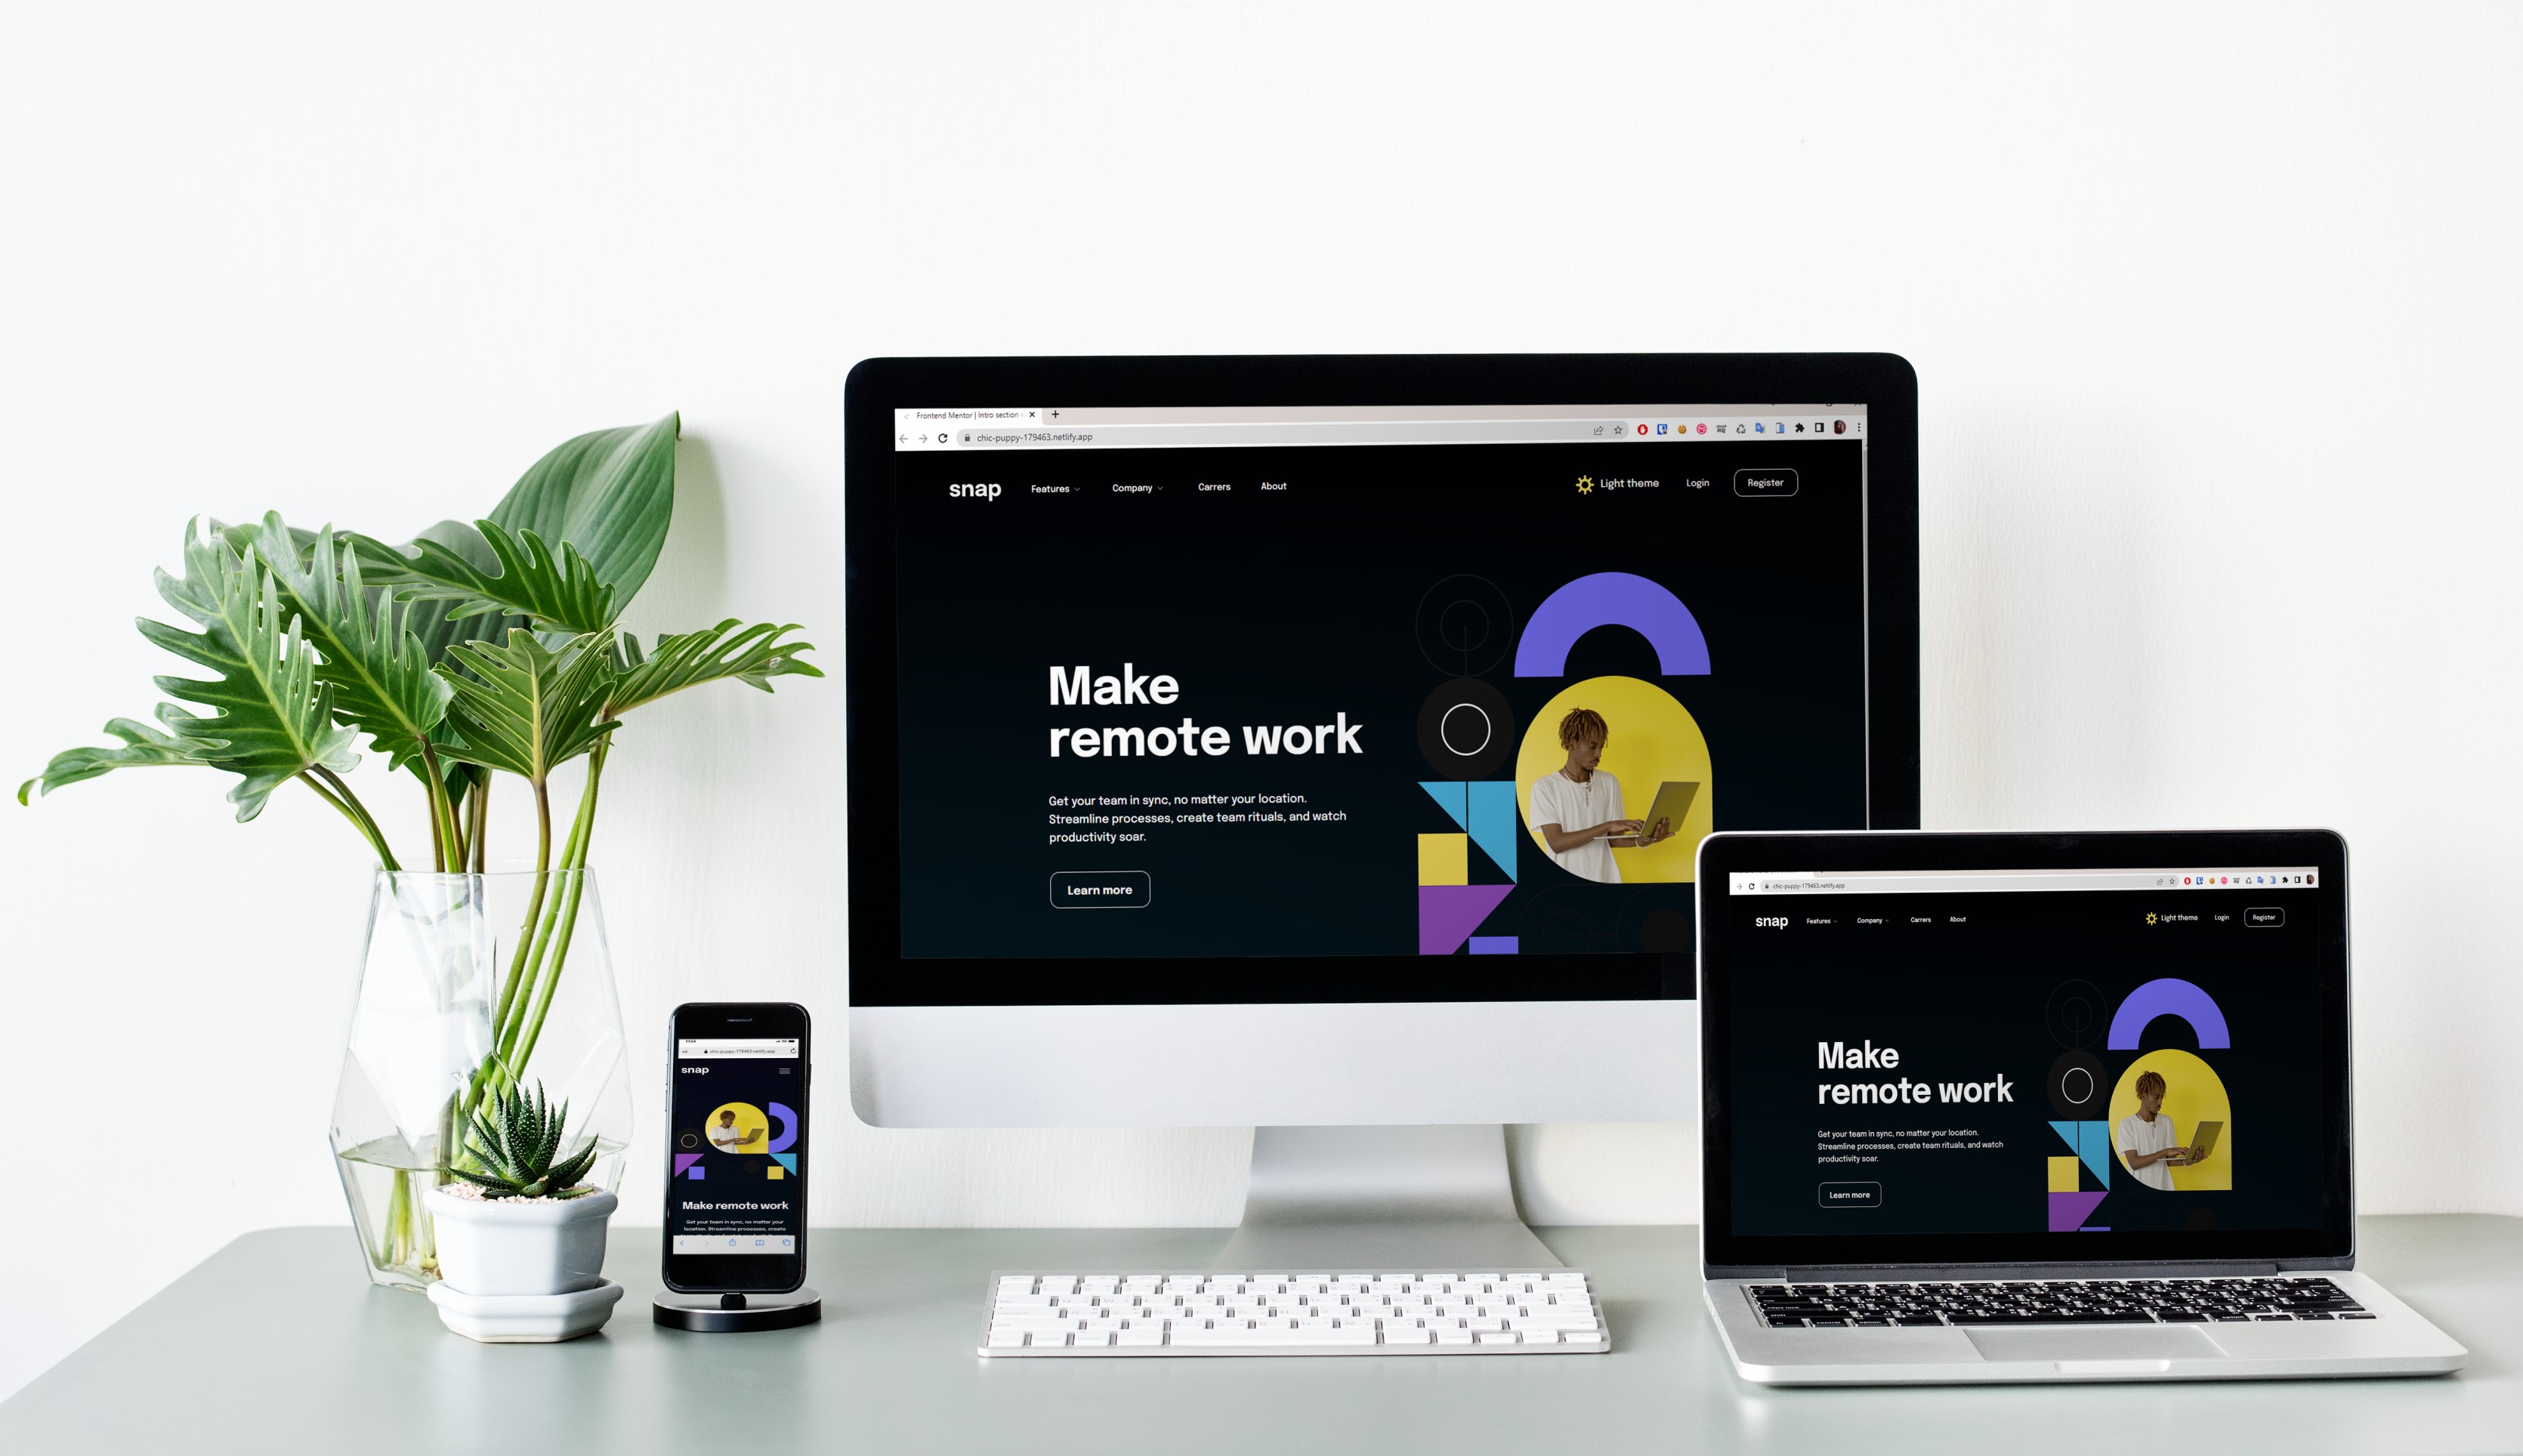 Frontend Mentor | Intro section
chic-puppy-179463.netlify.app
snap Features Company Carrers About Light theme Login Register
Make
remote work
Get your team in sync, no matter your location.
Streamline processes, create team rituals, and watch
productivity soar.
Learn more
chic-puppy-179463.netlify.app
snap Features Company Carrers About Light theme Login Register
Make
remote work
Get your team in sync, no matter your location.
Streamline processes, create team rituals, and watch
productivity soar.
Learn more
chic-puppy-179463.netlify.app
snap
Make remote work
Get your team in sync, no matter your
location. Streamline processes, create